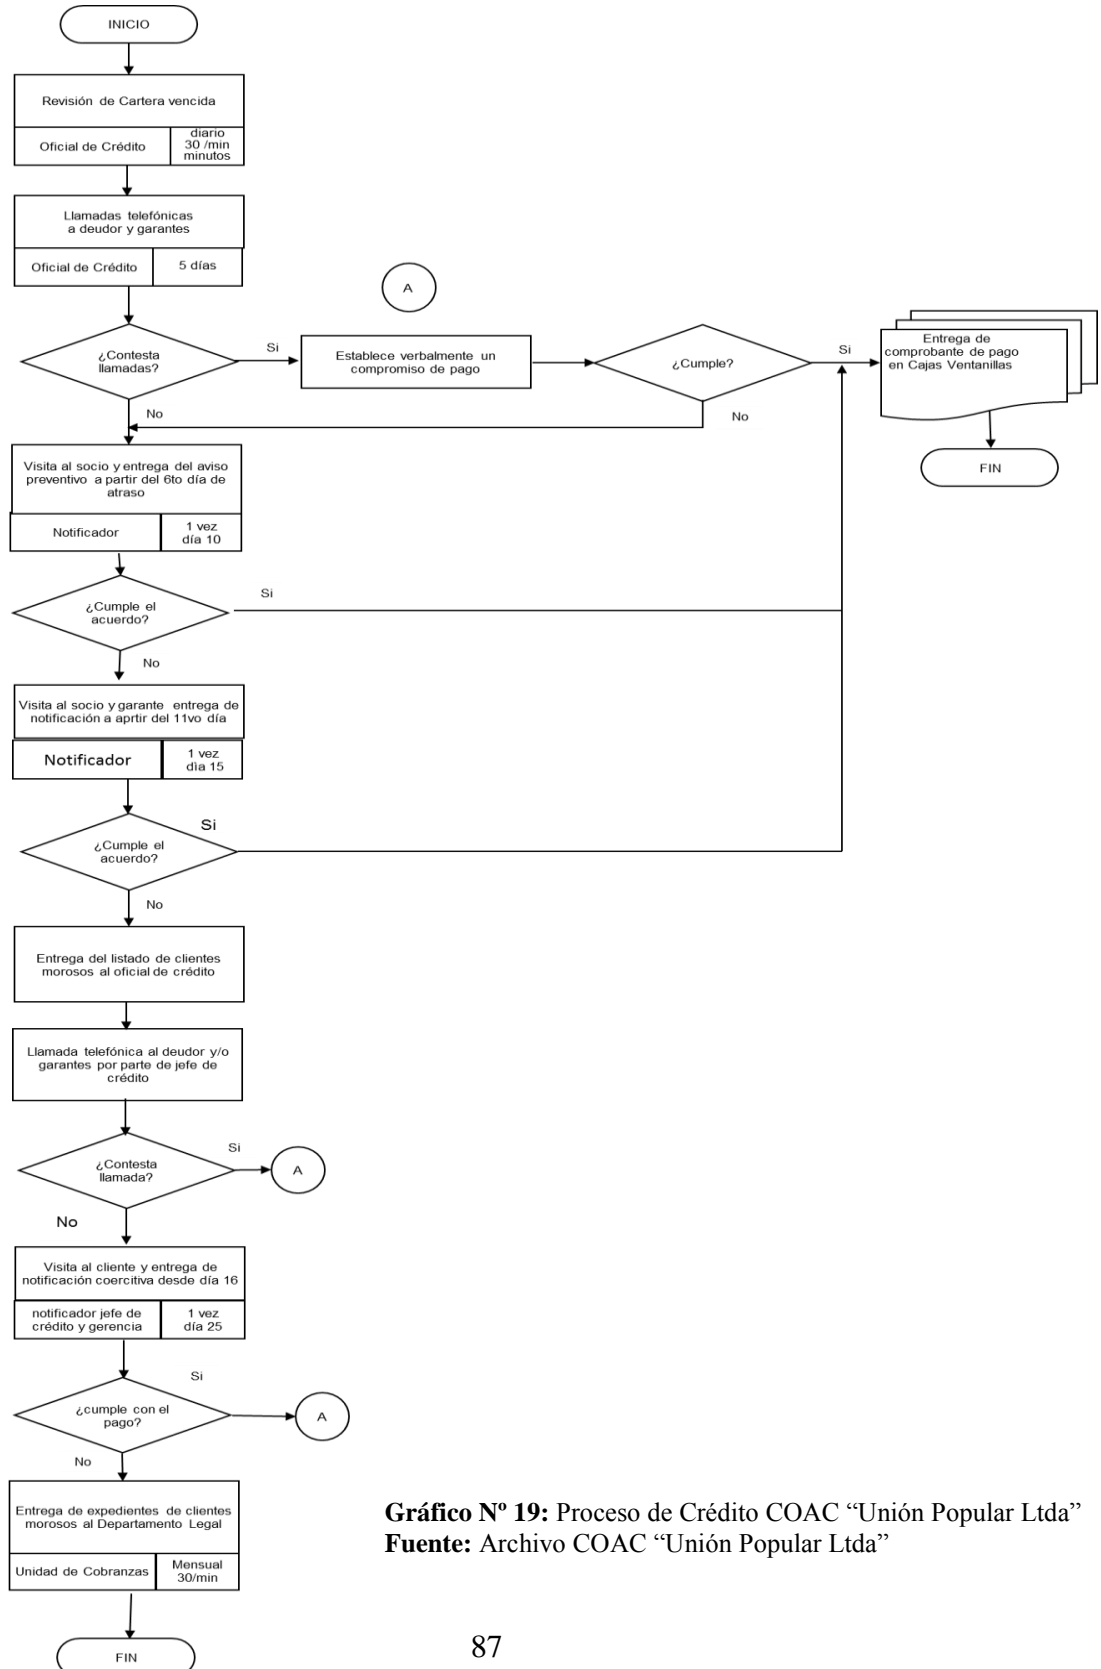 INICIO
Revisión de Cartera vencida
Oficial de Crédito
diario
30 /min
minutos
Llamadas telefónicas
a deudor y garantes
Oficial de Crédito
5 días
A
¿Contesta
llamadas?
Si
Establece verbalmente un
compromiso de pago
¿Cumple?
Si
Entrega de
comprobante de pago
en Cajas Ventanillas
No
No
FIN
Visita al socio y entrega del aviso
preventivo a partir del 6to día de
atraso
Notificador
1 vez
día 10
¿Cumple el
acuerdo?
Si
No
Visita al socio y garante entrega de
notificación a aprtir del 11vo día
Notificador
1 vez
día 15
Si
¿Cumple el
acuerdo?
No
Entrega del listado de clientes
morosos al oficial de crédito
Llamada telefónica al deudor y/o
garantes por parte de jefe de
crédito
Si
¿Contesta
llamada?
A
No
Visita al cliente y entrega de
notificación coercitiva desde día 16
notificador jefe de
crédito y gerencia
1 vez
día 25
Si
¿cumple con el
pago?
A
No
Entrega de expedientes de clientes
morosos al Departamento Legal
Unidad de Cobranzas
Mensual
30/min
FIN
Gráfico Nº 19: Proceso de Crédito COAC “Unión Popular Ltda”
Fuente: Archivo COAC “Unión Popular Ltda”
87